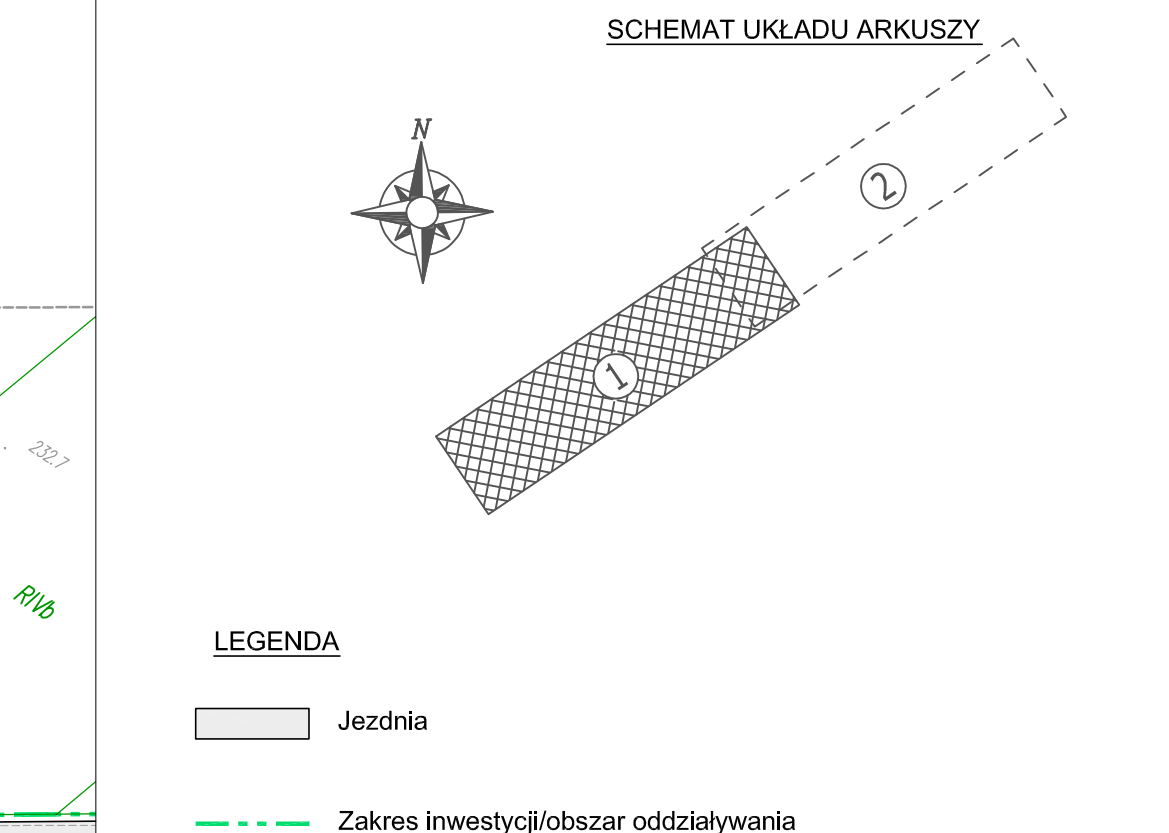 SCHEMAT UKŁADU ARKUSZY
N
2
1
232.7
RIVb
LEGENDA
Jezdnia
Zakres inwestycji/obszar oddziaływania